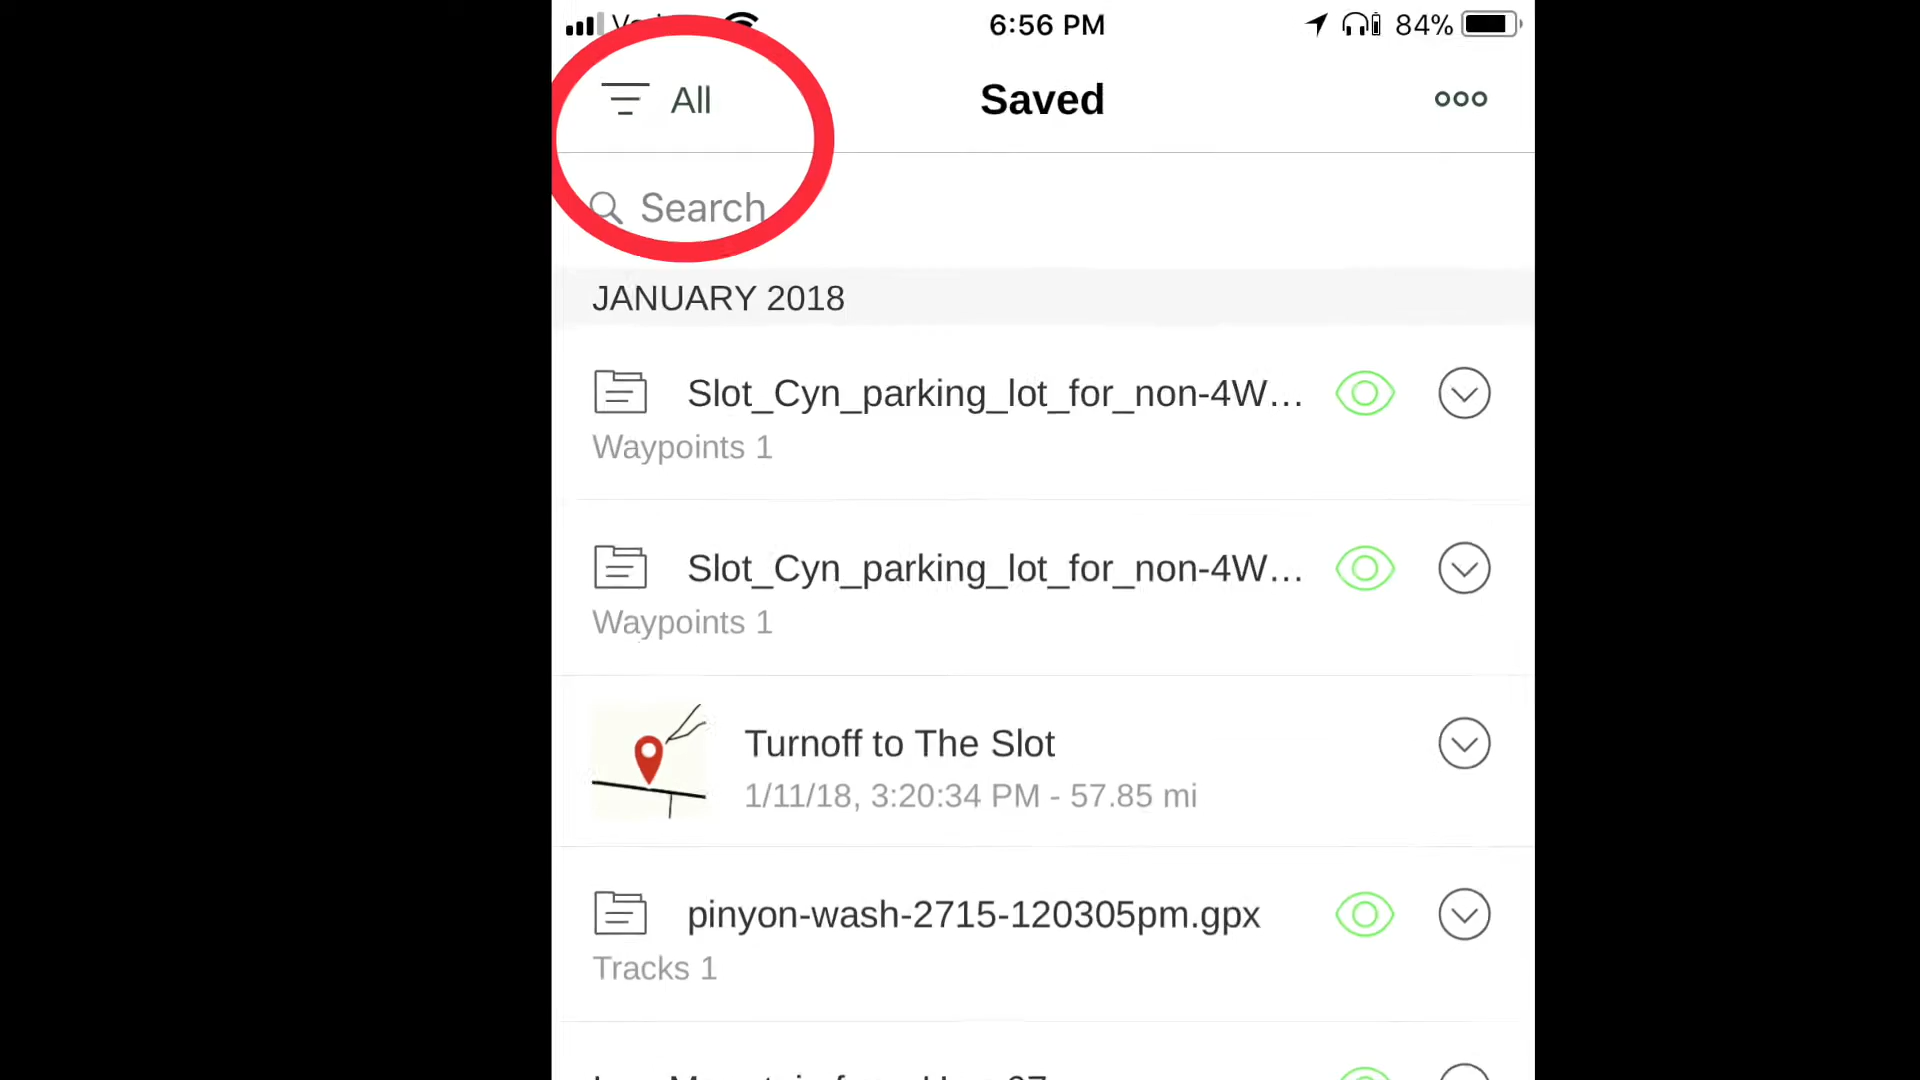 6:56 PM 84%
All Saved
Search
JANUARY 2018
Slot_Cyn_parking_lot_for_non-4W...
Waypoints 1
Slot_Cyn_parking_lot_for_non-4W...
Waypoints 1
Turnoff to The Slot
1/11/18, 3:20:34 PM - 57.85 mi
pinyon-wash-2715-120305pm.gpx
Tracks 1